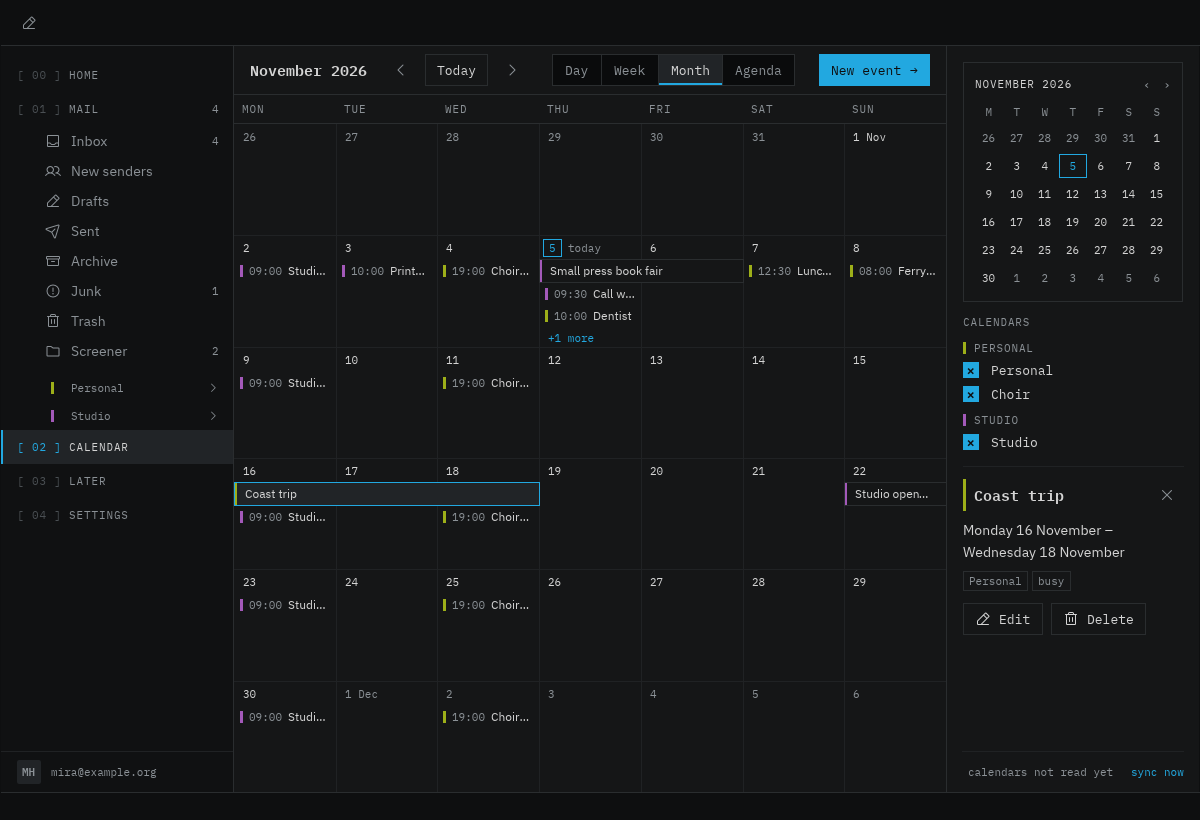 [ 00 ] HOME
[ 01 ] MAIL 4
Inbox 4
New senders
Drafts
Sent
Archive
Junk 1
Trash
Screener 2
Personal
Studio
[ 02 ] CALENDAR
[ 03 ] LATER
[ 04 ] SETTINGS
MH mira@example.org
November 2026 Today Day Week Month Agenda New event →
MON TUE WED THU FRI SAT SUN
26 27 28 29 30 31 1 Nov
2 3 4 5 today 6 7 8
09:00 Studi… 10:00 Print… 19:00 Choir… Small press book fair 12:30 Lunc… 08:00 Ferry…
09:30 Call w…
10:00 Dentist
+1 more
9 10 11 12 13 14 15
09:00 Studi… 19:00 Choir…
16 17 18 19 20 21 22
Coast trip Studio open…
09:00 Studi… 19:00 Choir…
23 24 25 26 27 28 29
09:00 Studi… 19:00 Choir…
30 1 Dec 2 3 4 5 6
09:00 Studi… 19:00 Choir…
NOVEMBER 2026 ‹ ›
M T W T F S S
26 27 28 29 30 31 1
2 3 4 5 6 7 8
9 10 11 12 13 14 15
16 17 18 19 20 21 22
23 24 25 26 27 28 29
30 1 2 3 4 5 6
CALENDARS
PERSONAL
Personal
Choir
STUDIO
Studio
Coast trip
Monday 16 November –
Wednesday 18 November
Personal busy
Edit Delete
calendars not read yet sync now